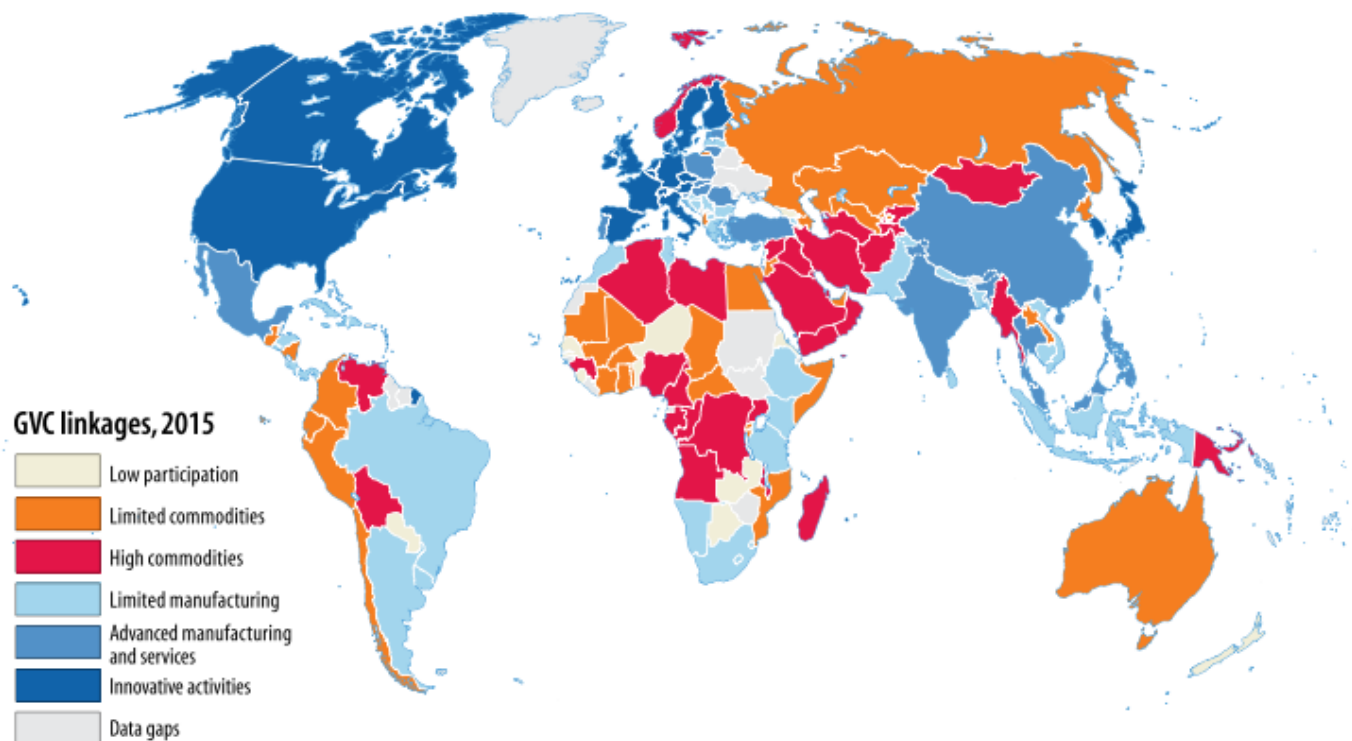 GVC linkages, 2015
Low participation
Limited commodities
High commodities
Limited manufacturing
Advanced manufacturing
and services
Innovative activities
Data gaps